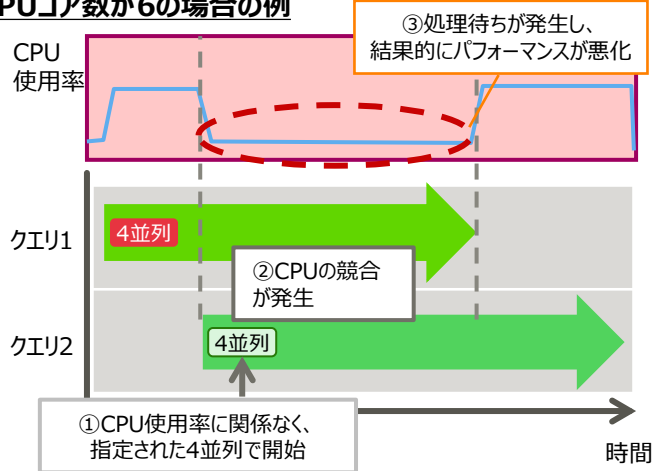 PUコア数が6の場合の例
③処理待ちが発生し、
結果的にパフォーマンスが悪化
CPU
使用率
クエリ1
4並列
②CPUの競合
が発生
クエリ2
4並列
①CPU使用率に関係なく、
指定された4並列で開始
時間